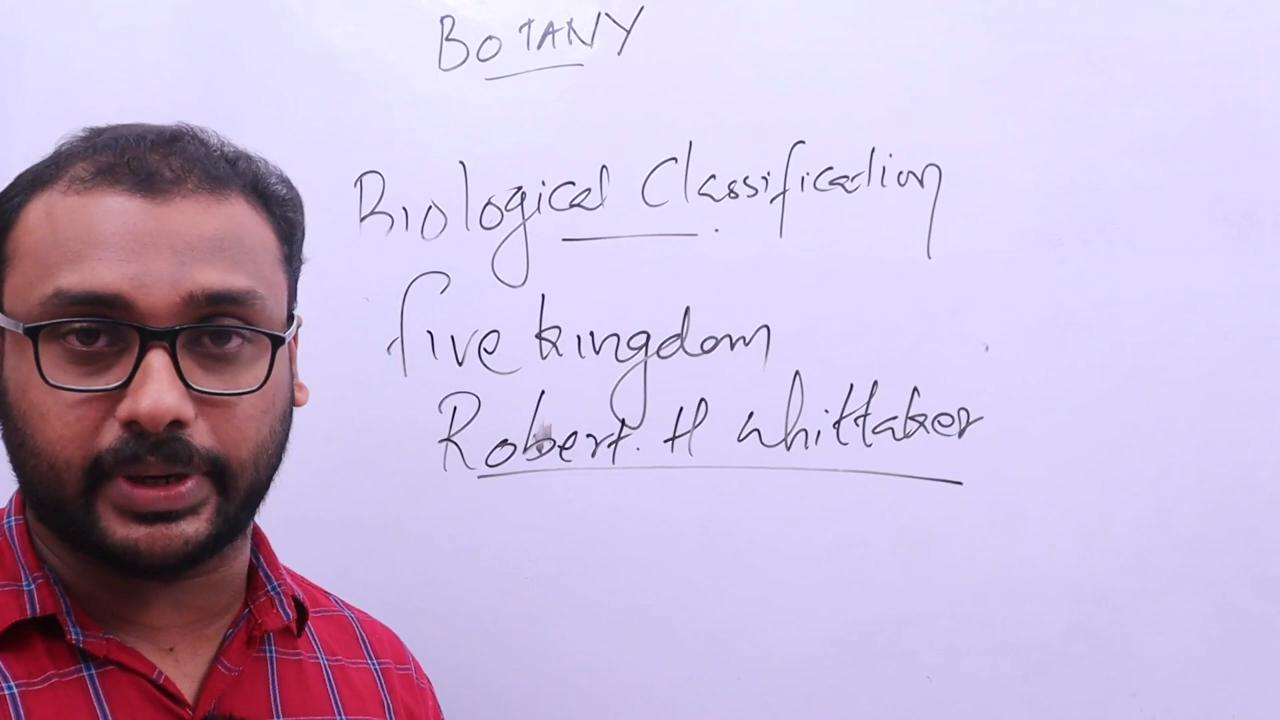 BOTANY
Biological Classification
five kingdom
Robert. H Whittaker